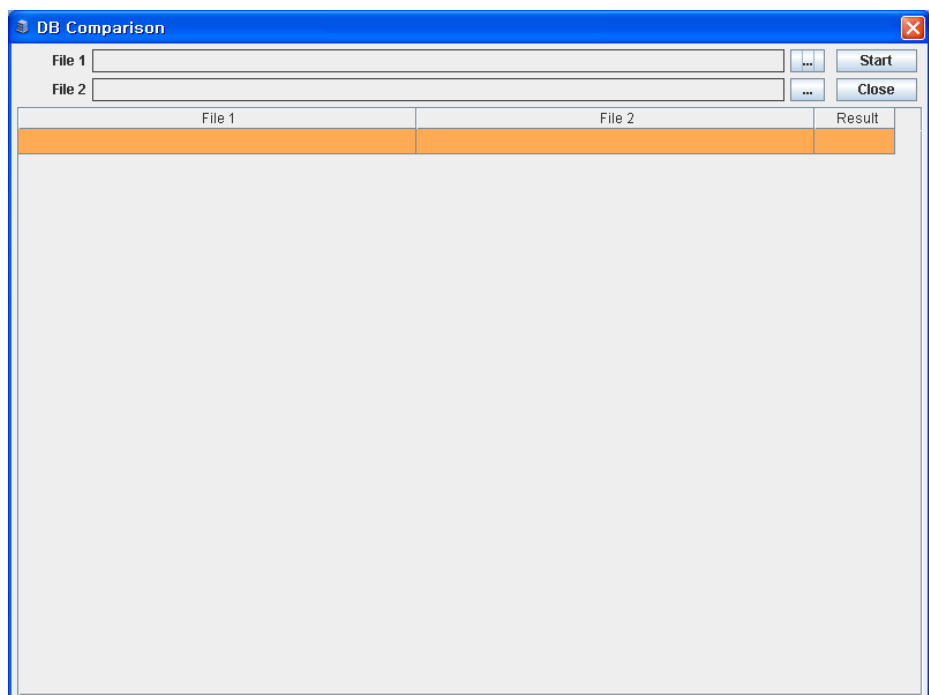 DB Comparison
File 1 ... Start
File 2 ... Close
File 1 File 2 Result